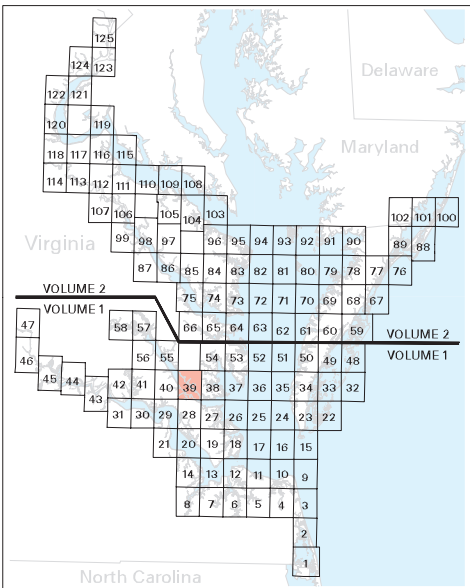 125
124 123
Delaware
122 121
120 119
Maryland
118 117 116 115
114 113 112 111 110 109 108
107 106 105 104 103 102 101 100
Virginia
99 98 97 96 95 94 93 92 91 90 89 88
87 86 85 84 83 82 81 80 79 78 77 76
75 74 73 72 71 70 69 68 67
VOLUME 2
VOLUME 1
47 58 57 66 65 64 63 62 61 60 59
VOLUME 2
VOLUME 1
46 56 55 54 53 52 51 50 49 48
45 44 43 42 41 40 39 38 37 36 35 34 33 32
31 30 29 28 27 26 25 24 23 22
21 20 19 18 17 16 15
14 13 12 11 10 9
8 7 6 5 4 3
2
1
North Carolina